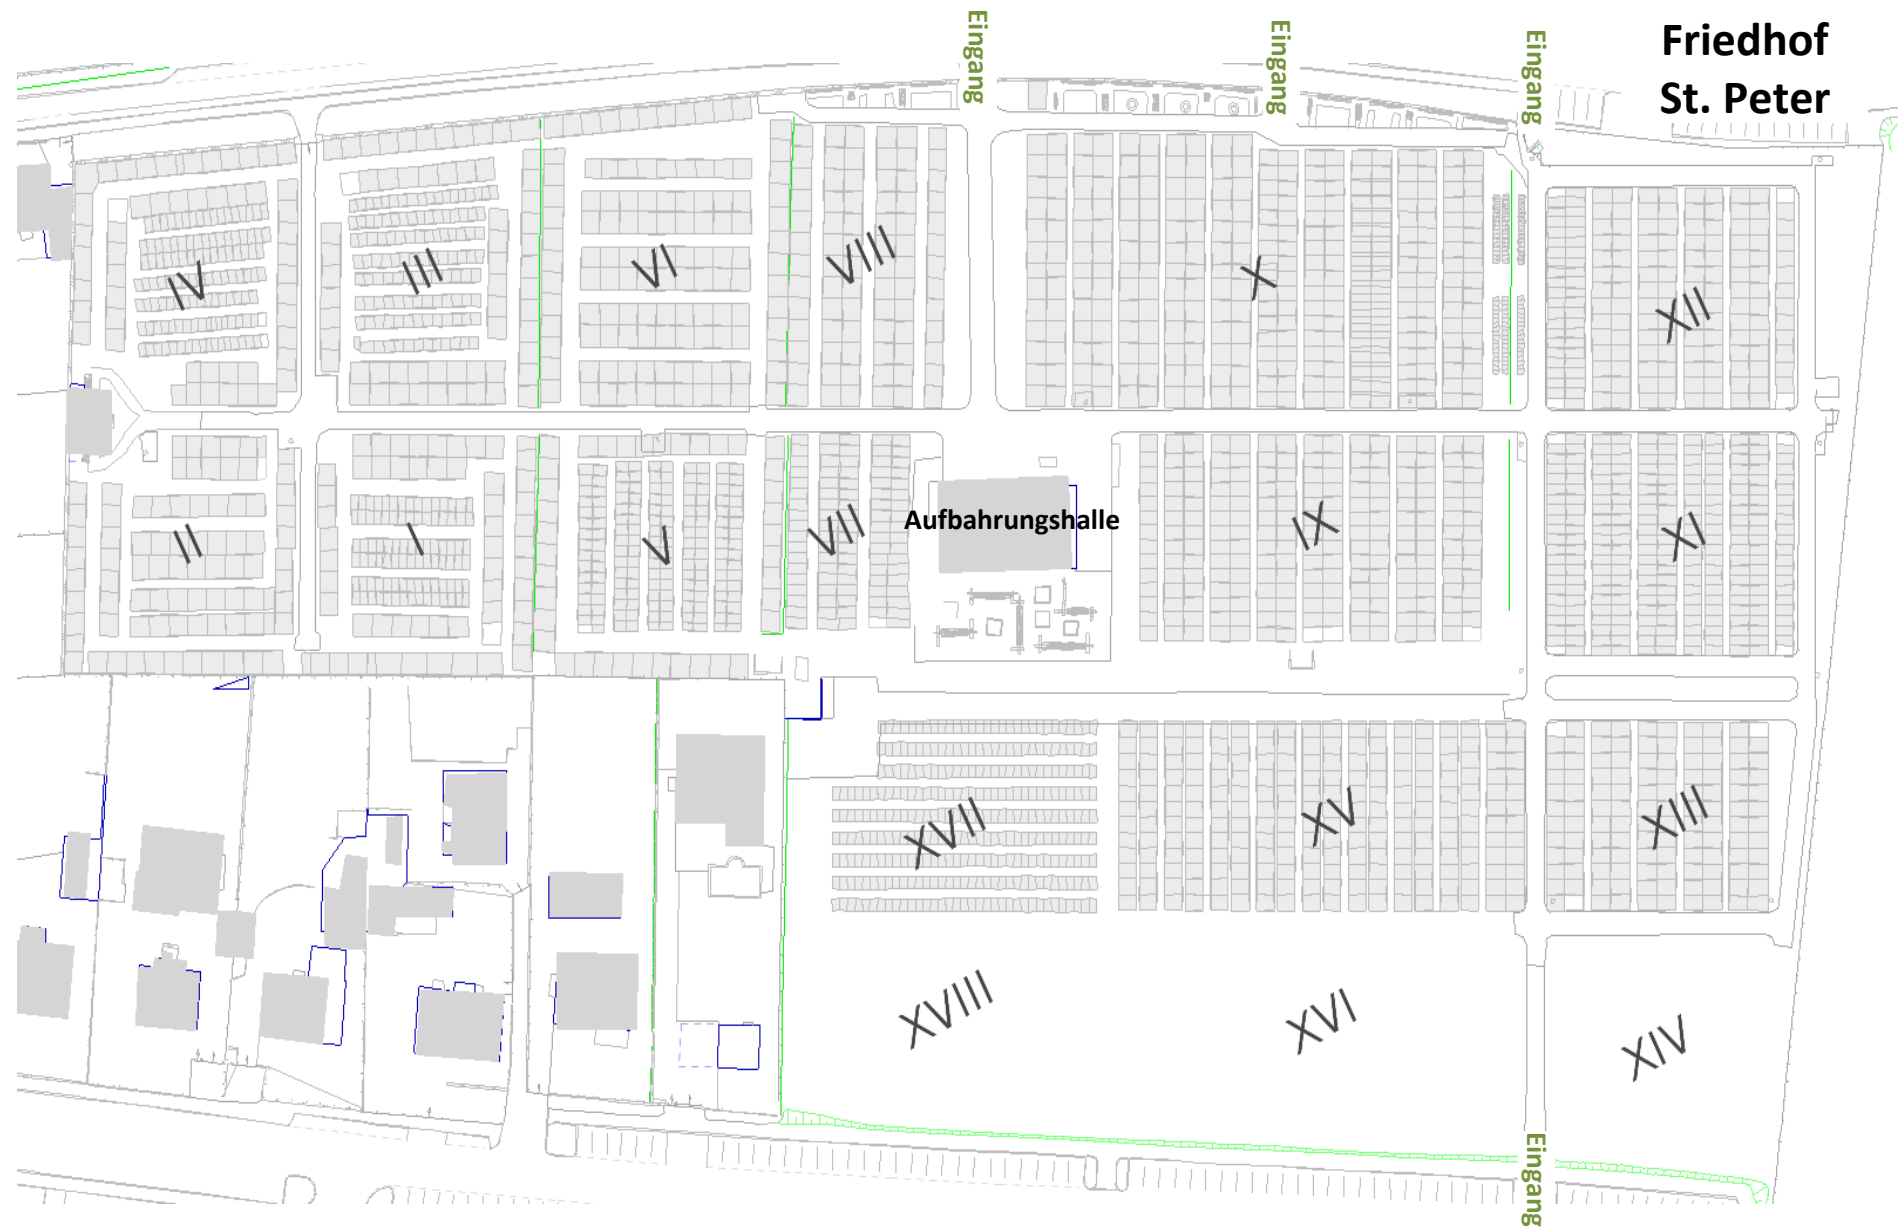 Eingang
Eingang
Eingang
Friedhof
St. Peter
IV
III
VI
VIII
X
XII
II
I
V
VII
Aufbahrungshalle
IX
XI
XVII
XV
XIII
XVIII
XVI
XIV
Eingang